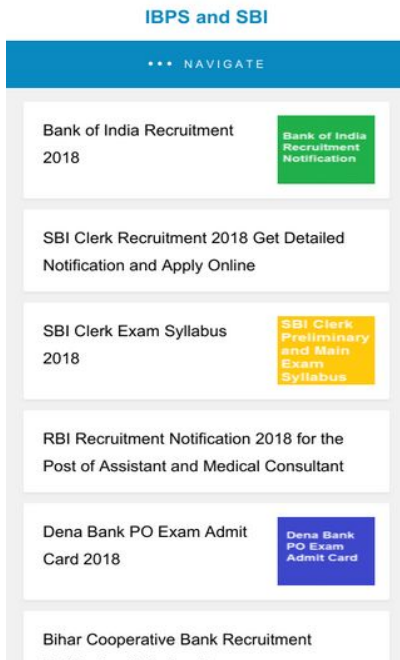 IBPS and SBI
••• NAVIGATE
Bank of India Recruitment
2018
Bank of India
Recruitment
Notification
SBI Clerk Recruitment 2018 Get Detailed
Notification and Apply Online
SBI Clerk Exam Syllabus
2018
SBI Clerk
Preliminary
and Main
Exam
Syllabus
RBI Recruitment Notification 2018 for the
Post of Assistant and Medical Consultant
Dena Bank PO Exam Admit
Card 2018
Dena Bank
PO Exam
Admit Card
Bihar Cooperative Bank Recruitment